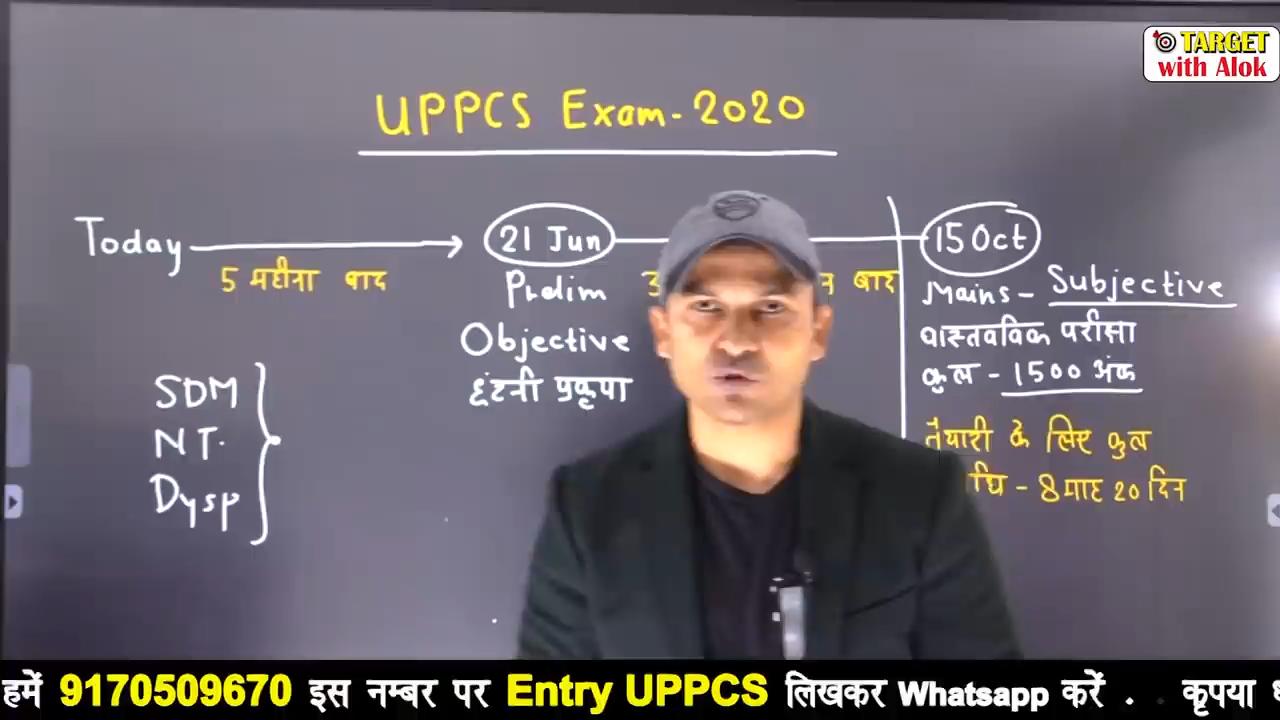 TARGET
with Alok
UPPCS Exam-2020
Today
21 Jun
15 Oct
5 महीना बाद
बाद
Prelim
Objective
छंटनी प्रकृपा
Mains - Subjective
वास्तवविक परीक्षा
कुल - 1500 अंक
तैयारी के लिए कुल
- 8 माह 20 दिन
SDM
NT.
Dysp
हमें 9170509670 इस नम्बर पर Entry UPPCS लिखकर Whatsapp करें . . कृपया